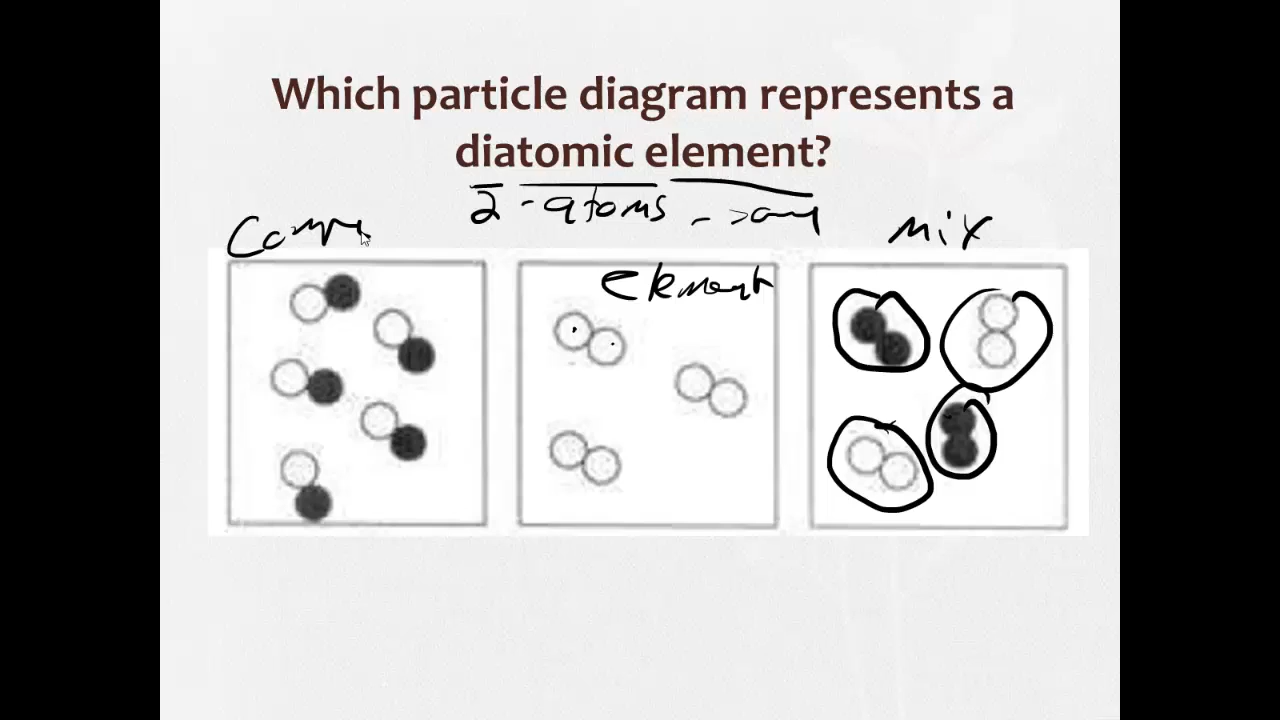 Which particle diagram represents a
diatomic element?
2 - atoms -
Comp
Mix
element